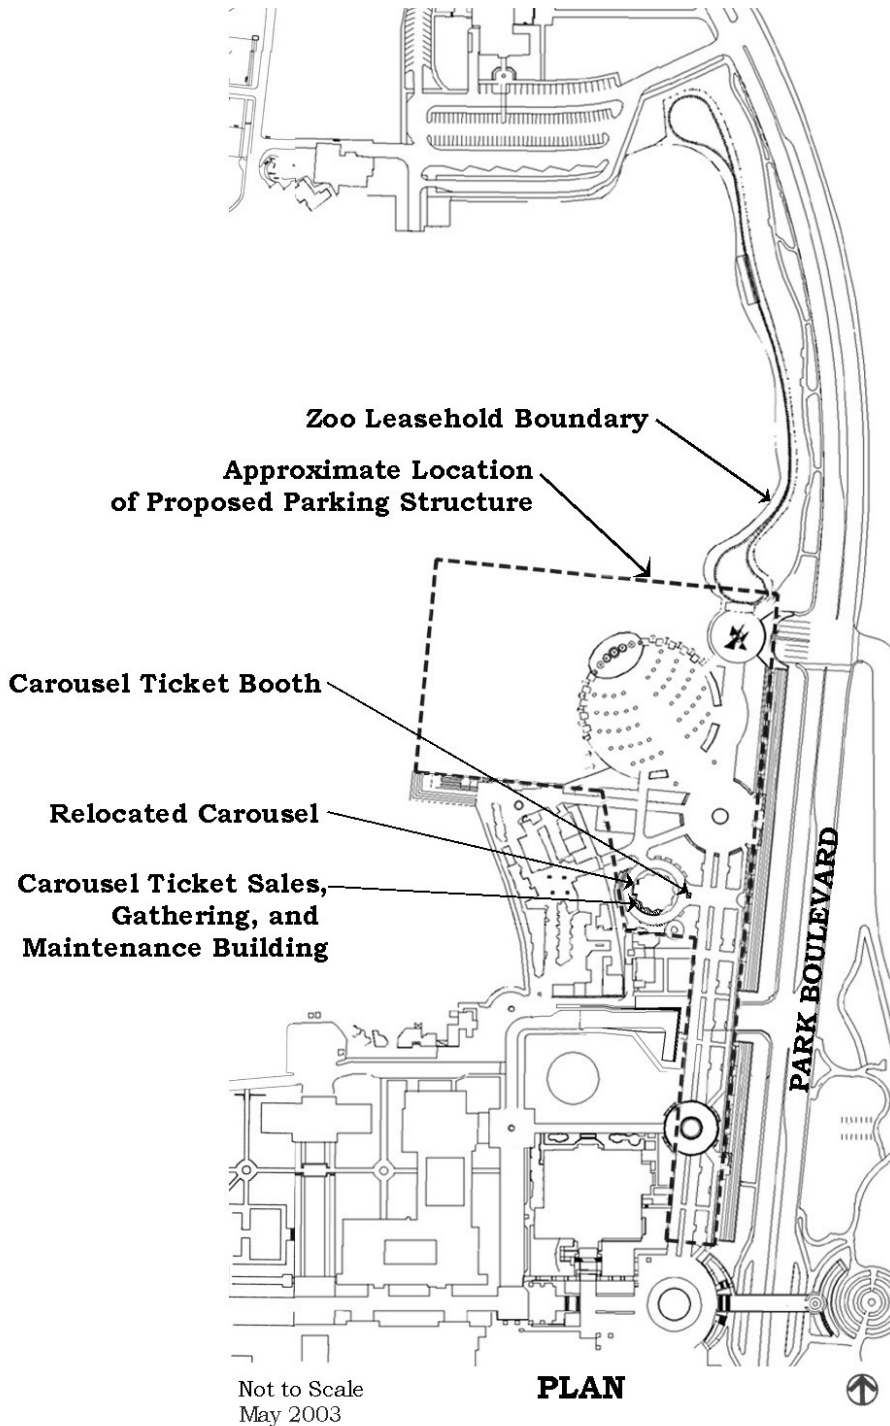 Zoo Leasehold Boundary
Approximate Location
of Proposed Parking Structure
Carousel Ticket Booth
Relocated Carousel
Carousel Ticket Sales,
Gathering, and
Maintenance Building
PARK BOULEVARD
Not to Scale
May 2003
PLAN